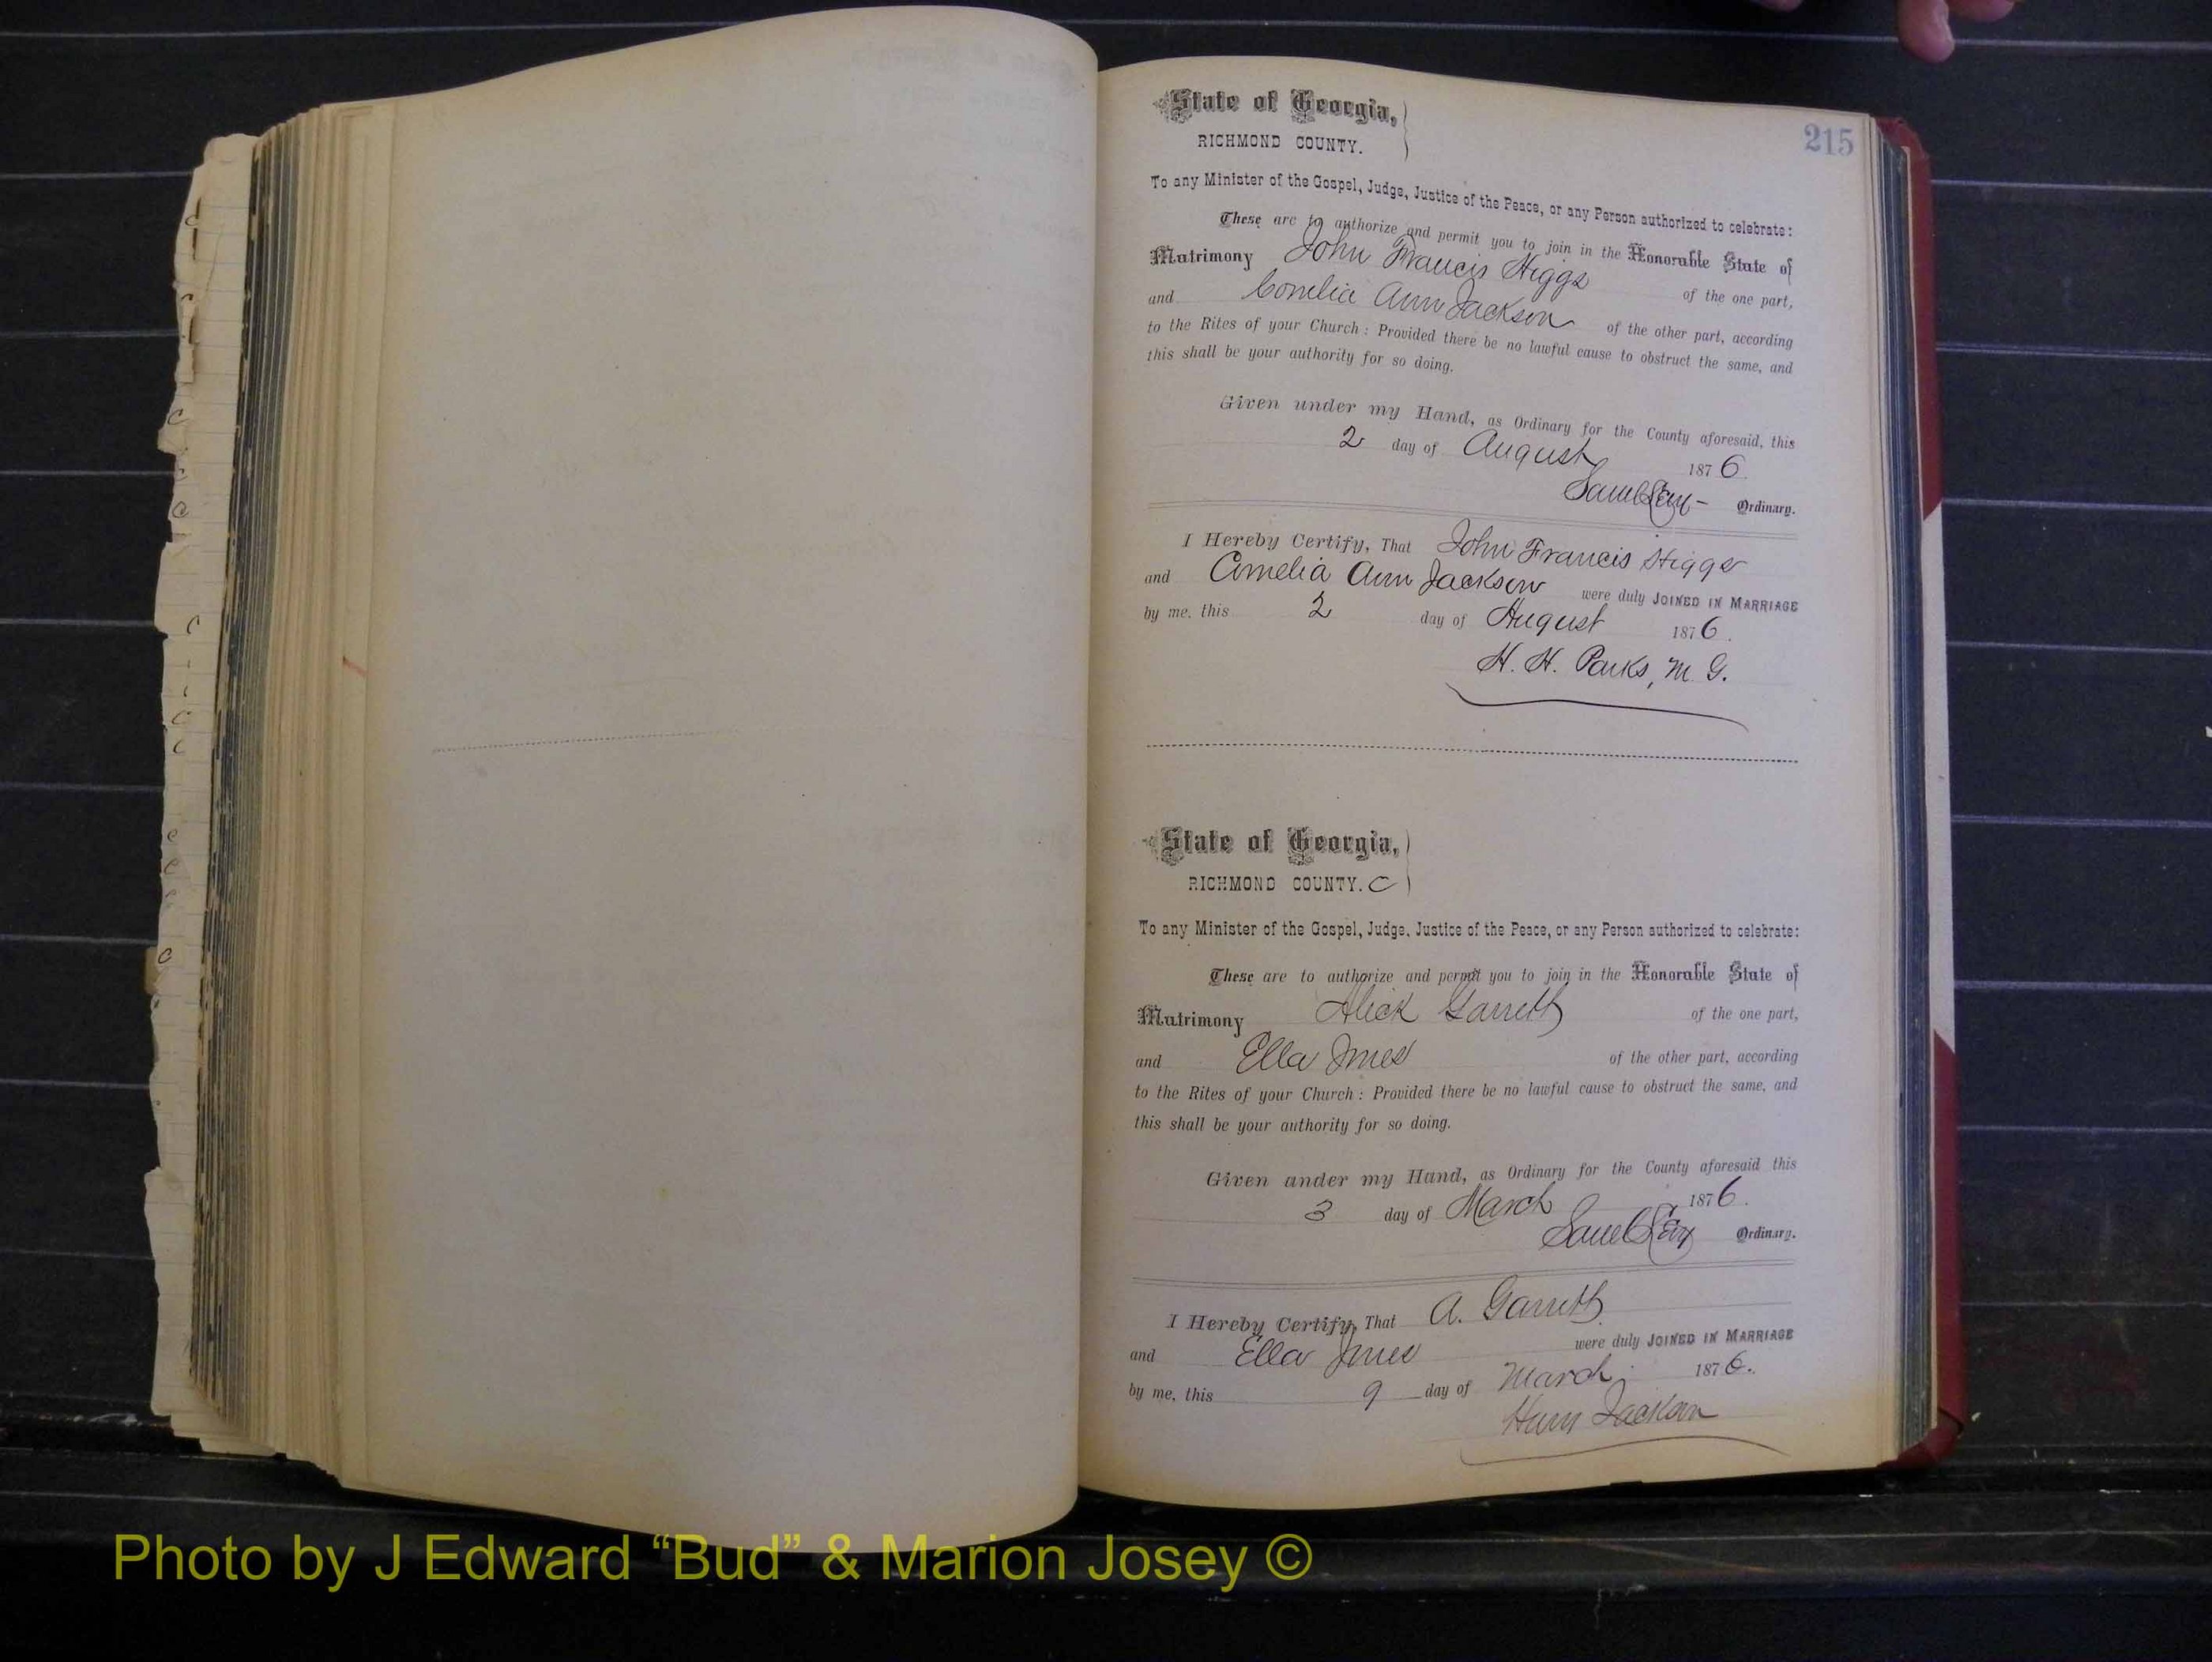 215
State of Georgia,
RICHMOND COUNTY.
To any Minister of the Gospel, Judge, Justice of the Peace, or any Person authorized to celebrate:
These are to authorize and permit you to join in the Honorable State of
Matrimony John Francis Higgs of the one part,
and Cornelia Ann Jackson of the other part, according
to the Rites of your Church: Provided there be no lawful cause to obstruct the same, and
this shall be your authority for so doing.
Given under my Hand, as Ordinary for the County aforesaid, this
2 day of August 1876
Ordinary.
I Hereby Certify, That John Francis Higgs
and Cornelia Ann Jackson were duly JOINED IN MARRIAGE
by me, this 2 day of August 1876.
H. H. Parks, M. G.
State of Georgia,
RICHMOND COUNTY. C
To any Minister of the Gospel, Judge, Justice of the Peace, or any Person authorized to celebrate:
These are to authorize and permit you to join in the Honorable State of
Matrimony Alick Garrett of the one part,
and Ella Jones of the other part, according
to the Rites of your Church: Provided there be no lawful cause to obstruct the same, and
this shall be your authority for so doing.
Given under my Hand, as Ordinary for the County aforesaid this
3 day of March 1876.
Ordinary.
I Hereby Certify, That A. Garrett
and Ella Jones were duly JOINED IN MARRIAGE
by me, this 9 day of March 1876.
Jackson
Photo by J Edward “Bud” & Marion Josey ©